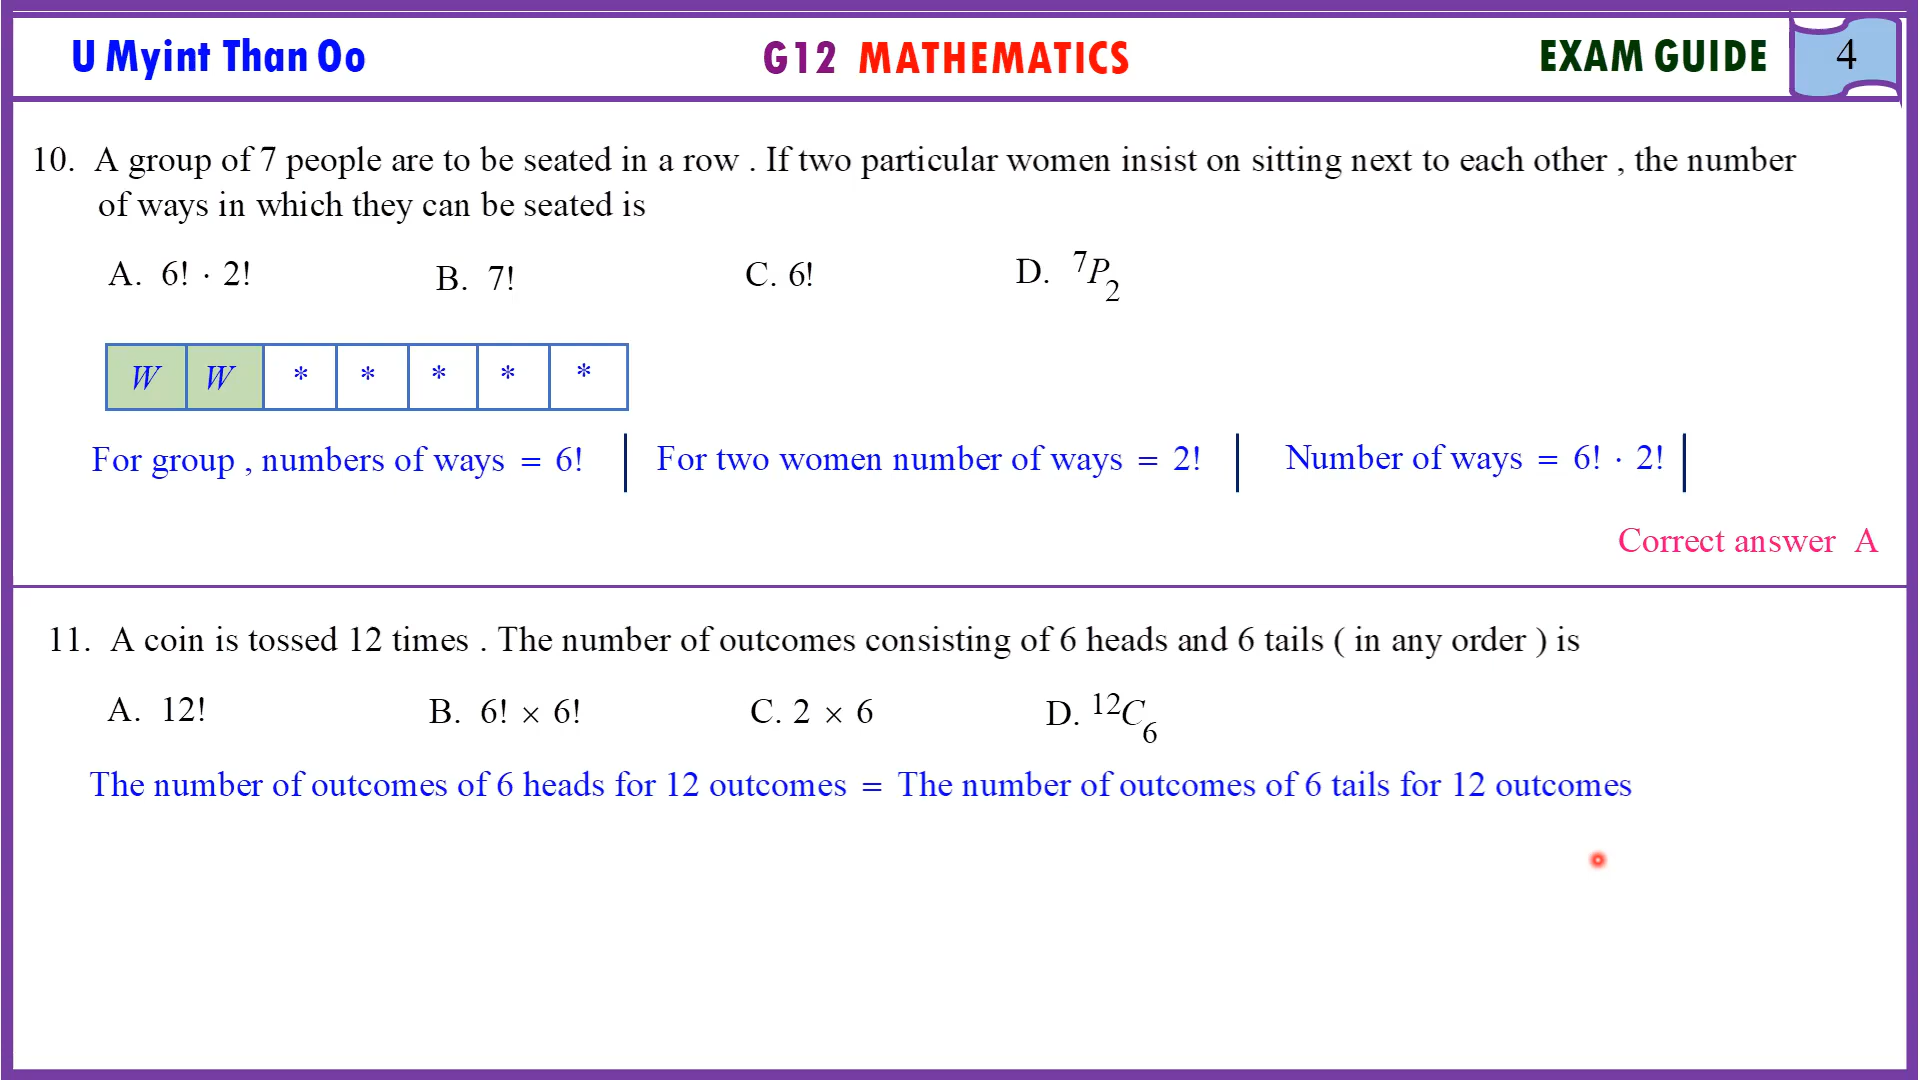 U Myint Than Oo G12 MATHEMATICS EXAM GUIDE 4
10. A group of 7 people are to be seated in a row . If two particular women insist on sitting next to each other , the number
of ways in which they can be seated is
A. 6! · 2! B. 7! C. 6! D. ⁷P₂
W W * * * * *
For group , numbers of ways = 6! For two women number of ways = 2! Number of ways = 6! · 2!
Correct answer A
11. A coin is tossed 12 times . The number of outcomes consisting of 6 heads and 6 tails ( in any order ) is
A. 12! B. 6! × 6! C. 2 × 6 D. ¹²C₆
The number of outcomes of 6 heads for 12 outcomes = The number of outcomes of 6 tails for 12 outcomes